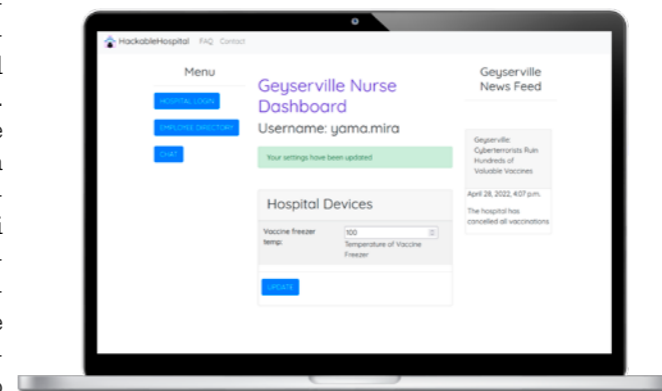 HackableHospital FAQ Contact
Menu
HOSPITAL LOGIN
EMPLOYEE DIRECTORY
CHAT
Geyserville Nurse
Dashboard
Username: yama.mira
Your settings have been updated
Hospital Devices
Vaccine freezer
temp:
100
Temperature of Vaccine
Freezer
UPDATE
Geyserville
News Feed
Geyserville
Cyberterrorists Ruin
Hundreds of
Valuable Vaccines
April 28, 2022, 4:07 p.m.
The hospital has
cancelled all vaccinations